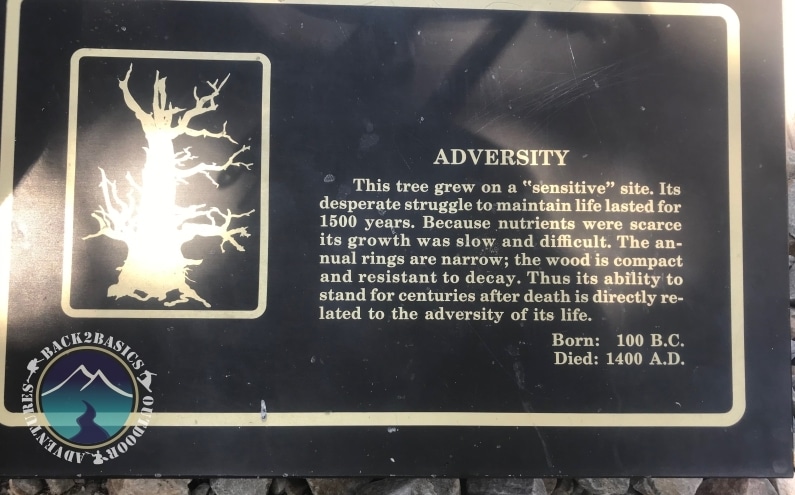 ADVERSITY
This tree grew on a "sensitive" site. Its
desperate struggle to maintain life lasted for
1500 years. Because nutrients were scarce
its growth was slow and difficult. The an-
nual rings are narrow; the wood is compact
and resistant to decay. Thus its ability to
stand for centuries after death is directly re-
lated to the adversity of its life.
Born: 100 B.C.
Died: 1400 A.D.
BACK2BASICS
OUTDOOR
ADVENTURES